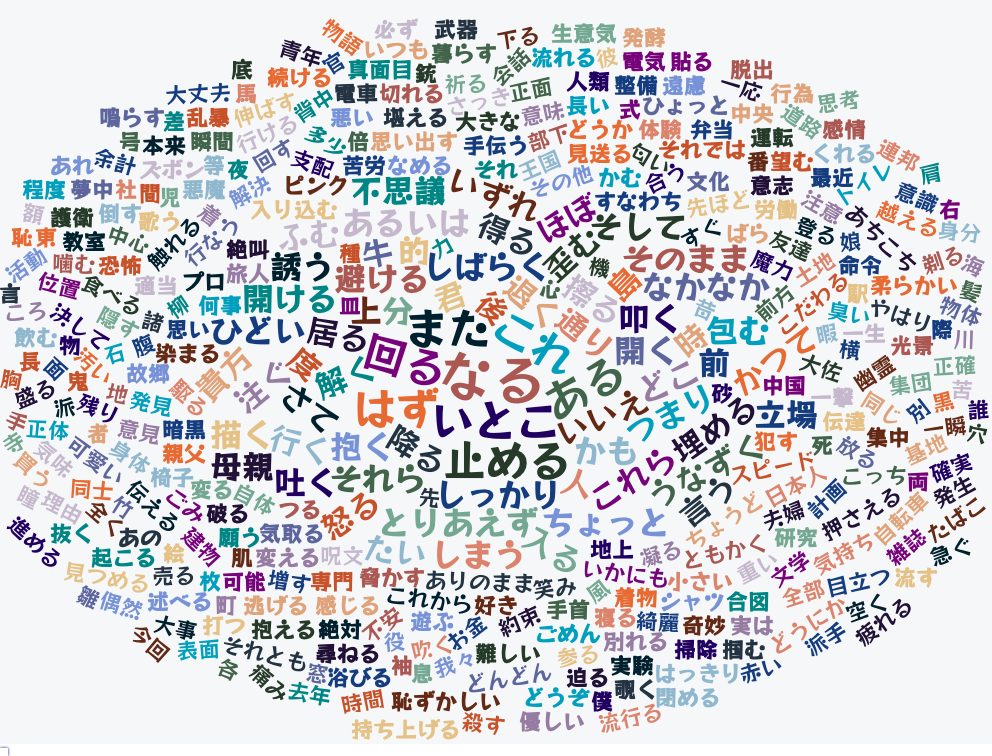 必ず
武器
下る
生意気
発酵
物語
いつも
暮らす
流れる
彼
電気
貼る
青年
官
会話
底
続ける
真面目
銃
祈る
正面
人類
整備
遠慮
脱出
一応
行為
大丈夫
馬
背中
電車
切れる
さっき
長い
式
ひょっと
中央
道路
思考
鳴らす
差
乱暴
伸ばす
悪い
堪える
大きな
意味
どうか
体験
弁当
運転
感情
号
本来
瞬間
行ける
多少
倍
思い出す
手伝う
部下
見送る
匂い
それでは
番望む
くれる
連邦
肩
あれ
余計
ズボン
等
夜
回す
支配
苦労
なめる
それ
王国
その他
かむ
合う
文化
意志
最近
トイレ
意識
右
程度
夢中
社
間
児
悪魔
解決
ピンク
不思議
いずれ
ほぼ
すなわち
先ほど
労働
注意
あちこち
越える
身分
額
護衛
倒す
歌う
違う
入り込む
あるいは
得る
そして
すぐ
ばら
友達
登る
娘
恥
東
教室
中心
触れる
行なう
絶叫
ふむ
種
牛
的
力
歪む
機
そのまま
魔力
土地
命令
剃る
海
活動
噛む
恐怖
適当
プロ
旅人
誘う
避ける
しばらく
心
擦る
島
なかなか
こだわる
駅
柔らかい
髪
言
位置
食べる
柳
何事
開ける
皿
上
分
君
後
退く
昔
前方
臭い
やはり
物体
ころ
決して
隠す
諸
思い
ひどい
居る
また
これ
通り
叩く
時
包む
暇
一生
際
川
飲む
物
汚い
石
腹
染まる
回る
なる
ある
開く
どこ
前
かつて
横
光景
正確
長
画
鬼
故郷
殴る
貴方
度
解く
砂
中国
大佐
幽霊
集団
苦
胸
盛る
派
残り
地
発見
注ぐ
さて
はず
いとこ
いいえ
つまり
埋める
立場
一撃
同じ
別
黒
誰
手
正体
者
意見
暗黒
描く
行く
抱く
降る
止める
かも
うなずく
犯す
伝達
死
放る
集中
基地
一瞬
穴
買う
気味
可愛い
身体
親父
椅子
母親
吐く
それら
人
これら
スピード
日本人
こっち
両
確実
瞳
理由
同士
竹
伝える
ごみ
変る
自体
先
しっかり
言う
ちょうど
夫婦
計画
押さえる
発生
進める
抜く
全く
あの
建物
破る
つる
怒る
とりあえず
ちょっと
研究
気持ち
自転車
雑誌
たばこ
起こる
絵
願う
気取る
たい
しまう
入る
地上
凝る
ともかく
重い
文学
急ぐ
見つめる
売る
枚
肌
変える
呪文
脅かす
ありのまま
笑み
風
いかにも
小さい
全部
目立つ
流す
雛
偶然
述べる
可能
増す
専門
これから
好き
手首
着物
シャツ
合図
どうにか
空く
町
逃げる
感じる
不安
遊ぶ
お金
約束
寝る
綺麗
奇妙
実は
派手
疲れる
今回
大事
打つ
抱える
絶対
役
吹く
ごめん
別れる
掃除
掴む
表面
それとも
尋ねる
袖
息
我々
難しい
参る
実験
はっきり
赤い
各
痛み
窓
浴びる
どんどん
迫る
覗く
閉める
去年
時間
恥ずかしい
どうぞ
僕
持ち上げる
殺す
優しい
流行る